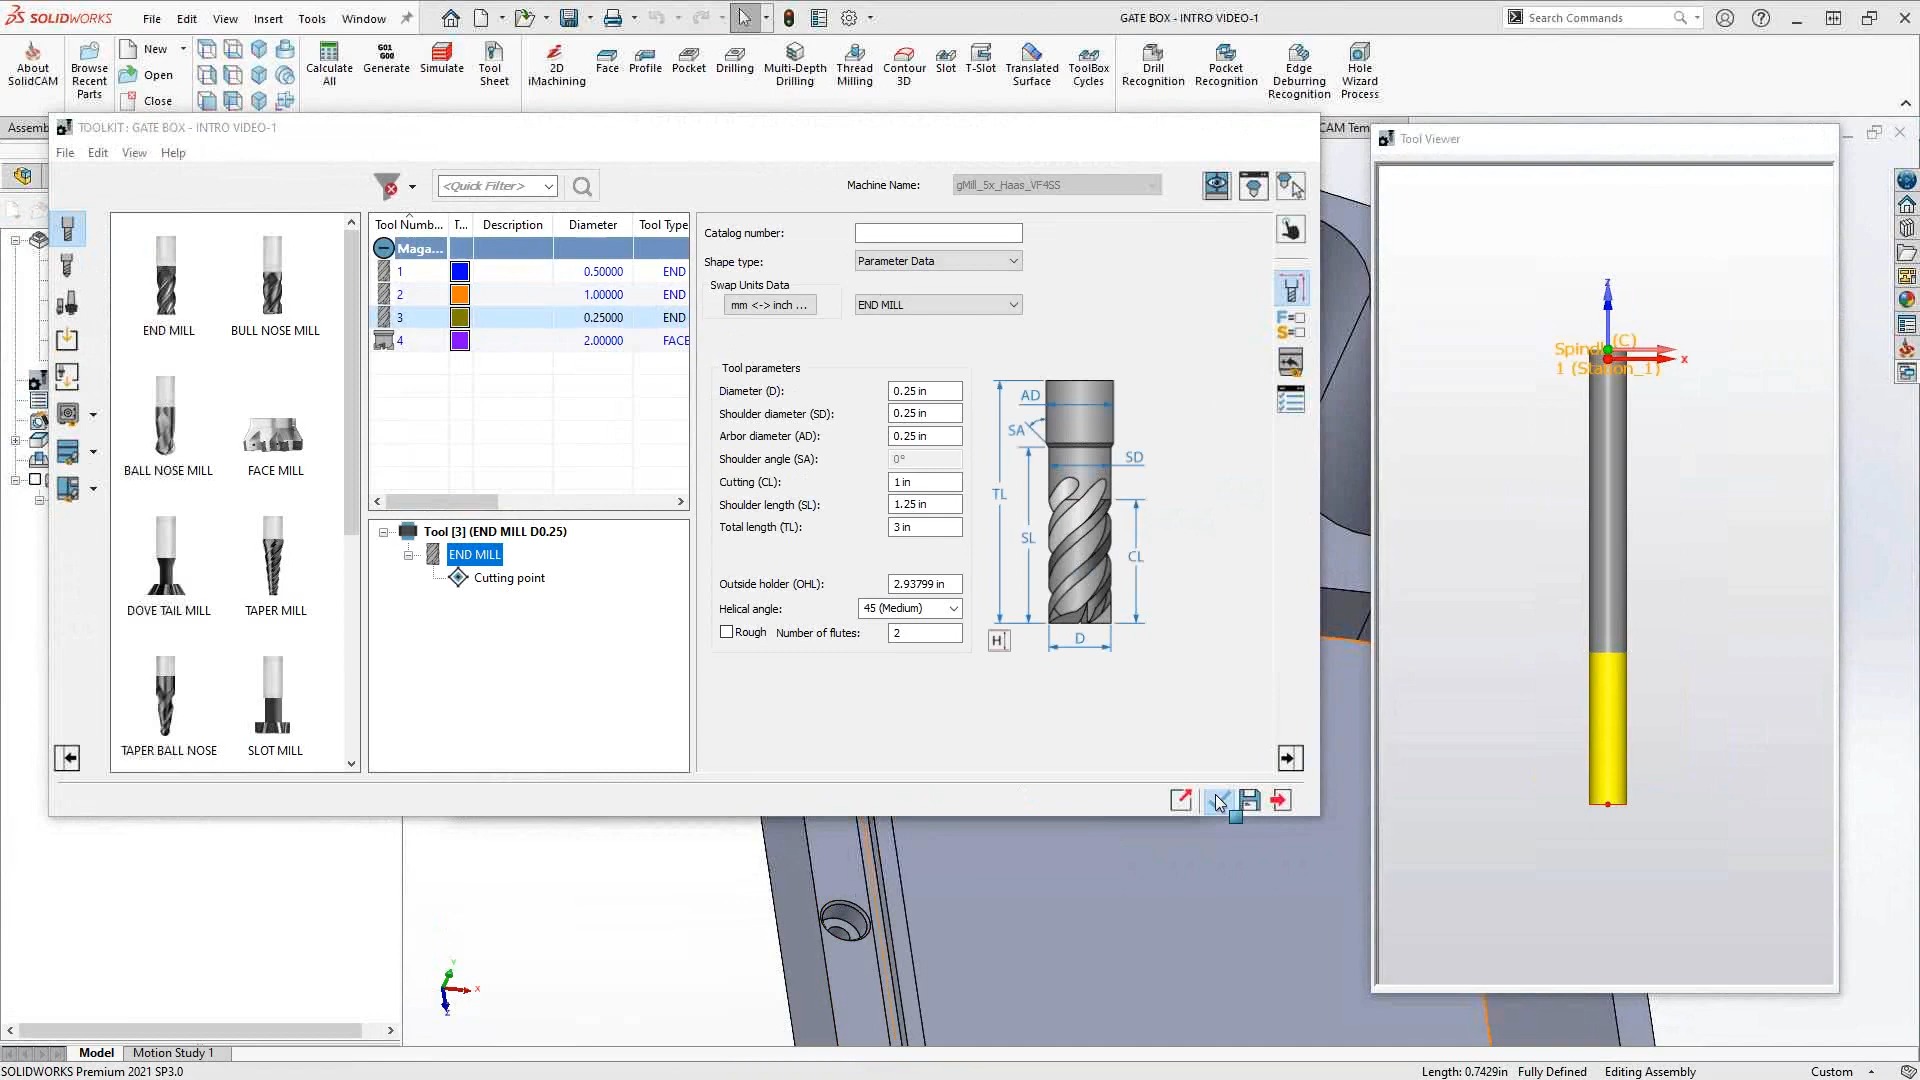 SOLIDWORKS File Edit View Insert Tools Window GATE BOX - INTRO VIDEO-1 Search Commands
About SolidCAM
Browse Recent Parts
New
Open
Close
Calculate All
G01 G00 Generate
Simulate
Tool Sheet
2D iMachining
Face
Profile
Pocket
Drilling
Multi-Depth Drilling
Thread Milling
Contour 3D
Slot
T-Slot
Translated Surface
ToolBox Cycles
Drill Recognition
Pocket Recognition
Edge Deburring Recognition
Hole Wizard Process
Assemb
CAM Tem
TOOLKIT : GATE BOX - INTRO VIDEO-1
File Edit View Help
<Quick Filter>
Machine Name: gMill_5x_Haas_VF4SS
END MILL
BULL NOSE MILL
BALL NOSE MILL
FACE MILL
DOVE TAIL MILL
TAPER MILL
TAPER BALL NOSE
SLOT MILL
Tool Numb... T... Description Diameter Tool Type
Maga...
1 0.50000 END
2 1.00000 END
3 0.25000 END
4 2.00000 FACE
Tool [3] (END MILL D0.25)
END MILL
Cutting point
Catalog number:
Shape type: Parameter Data
Swap Units Data
mm <-> inch ... END MILL
Tool parameters
Diameter (D): 0.25 in
Shoulder diameter (SD): 0.25 in
Arbor diameter (AD): 0.25 in
Shoulder angle (SA): 0°
Cutting (CL): 1 in
Shoulder length (SL): 1.25 in
Total length (TL): 3 in
Outside holder (OHL): 2.93799 in
Helical angle: 45 (Medium)
Rough Number of flutes: 2
AD
SA
SD
TL
SL
CL
D
H
F=
S=
Tool Viewer
Z
(C)
1 (Station_1)
x
Y
X
Z
Model Motion Study 1
SOLIDWORKS Premium 2021 SP3.0 Length: 0.7429in Fully Defined Editing Assembly Custom